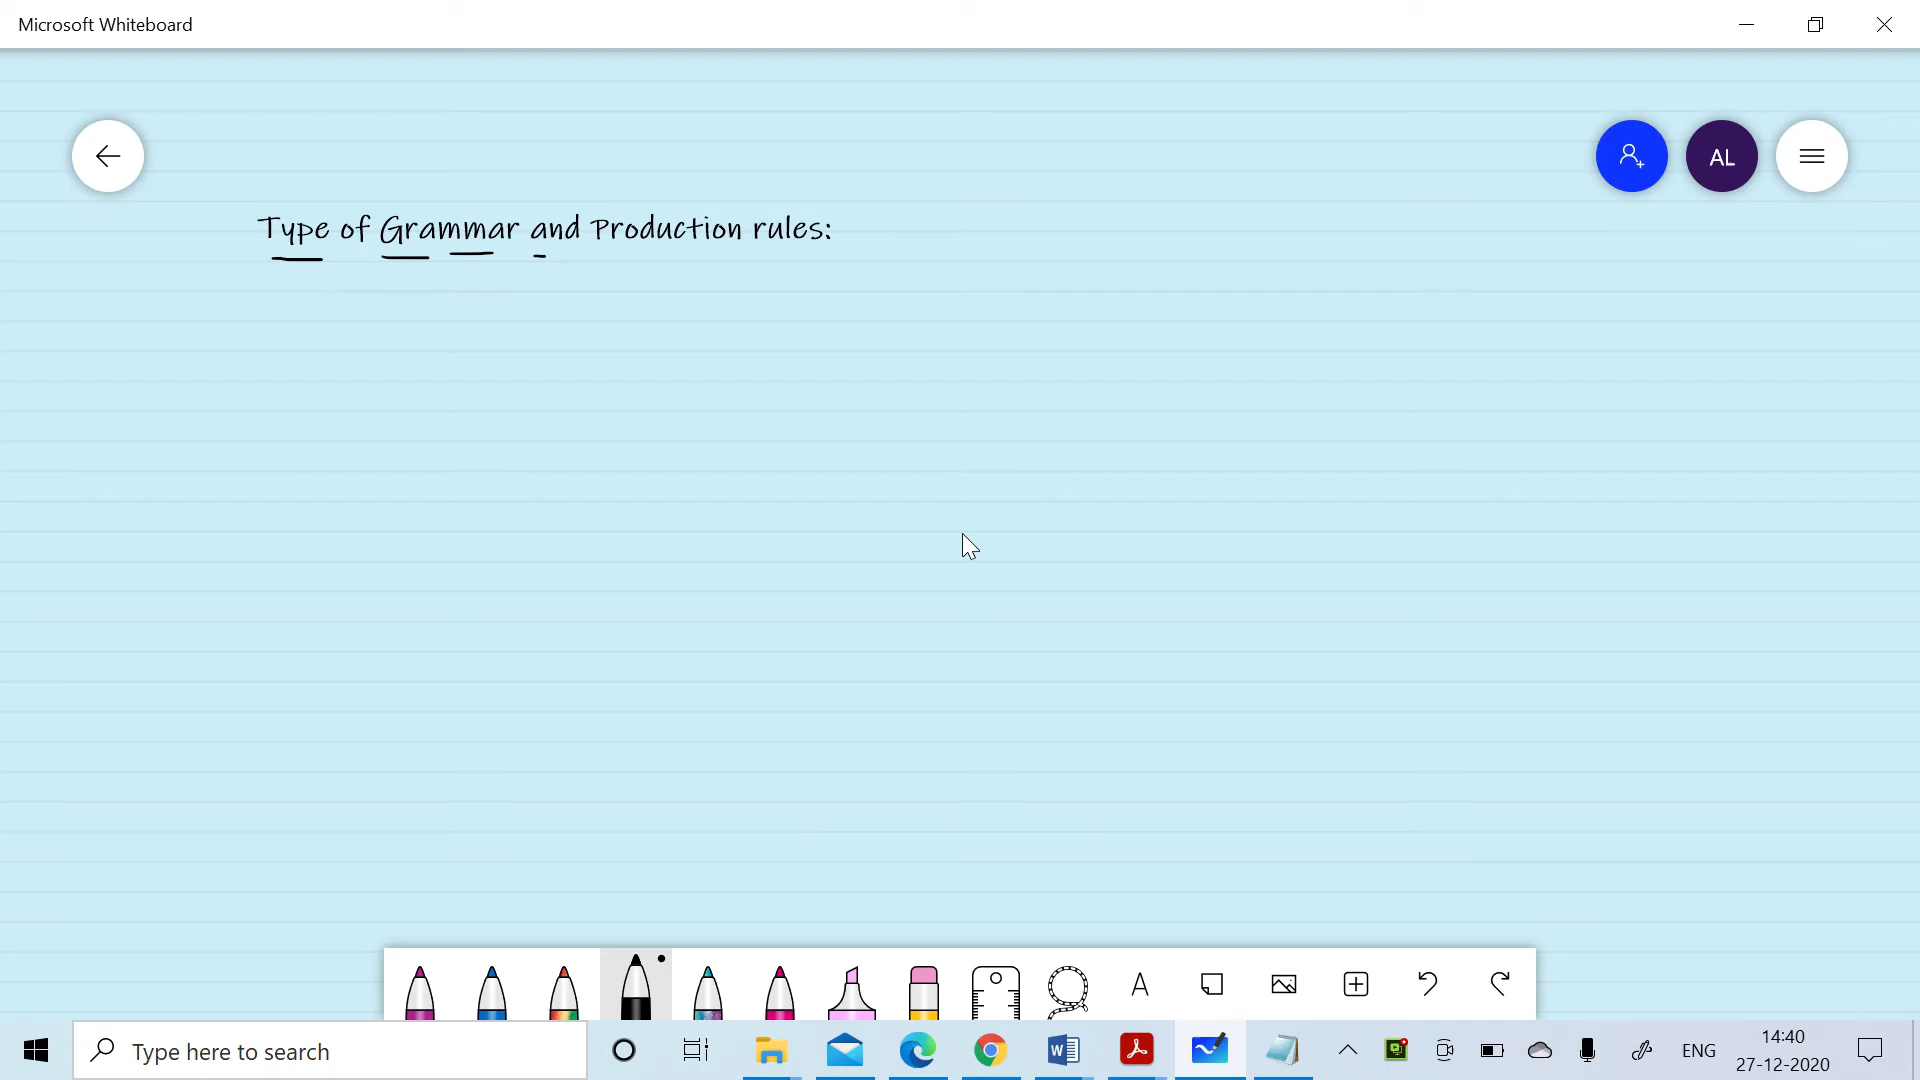 Microsoft Whiteboard
AL
Type of Grammar and Production rules:
A
Type here to search
ENG
14:40
27-12-2020